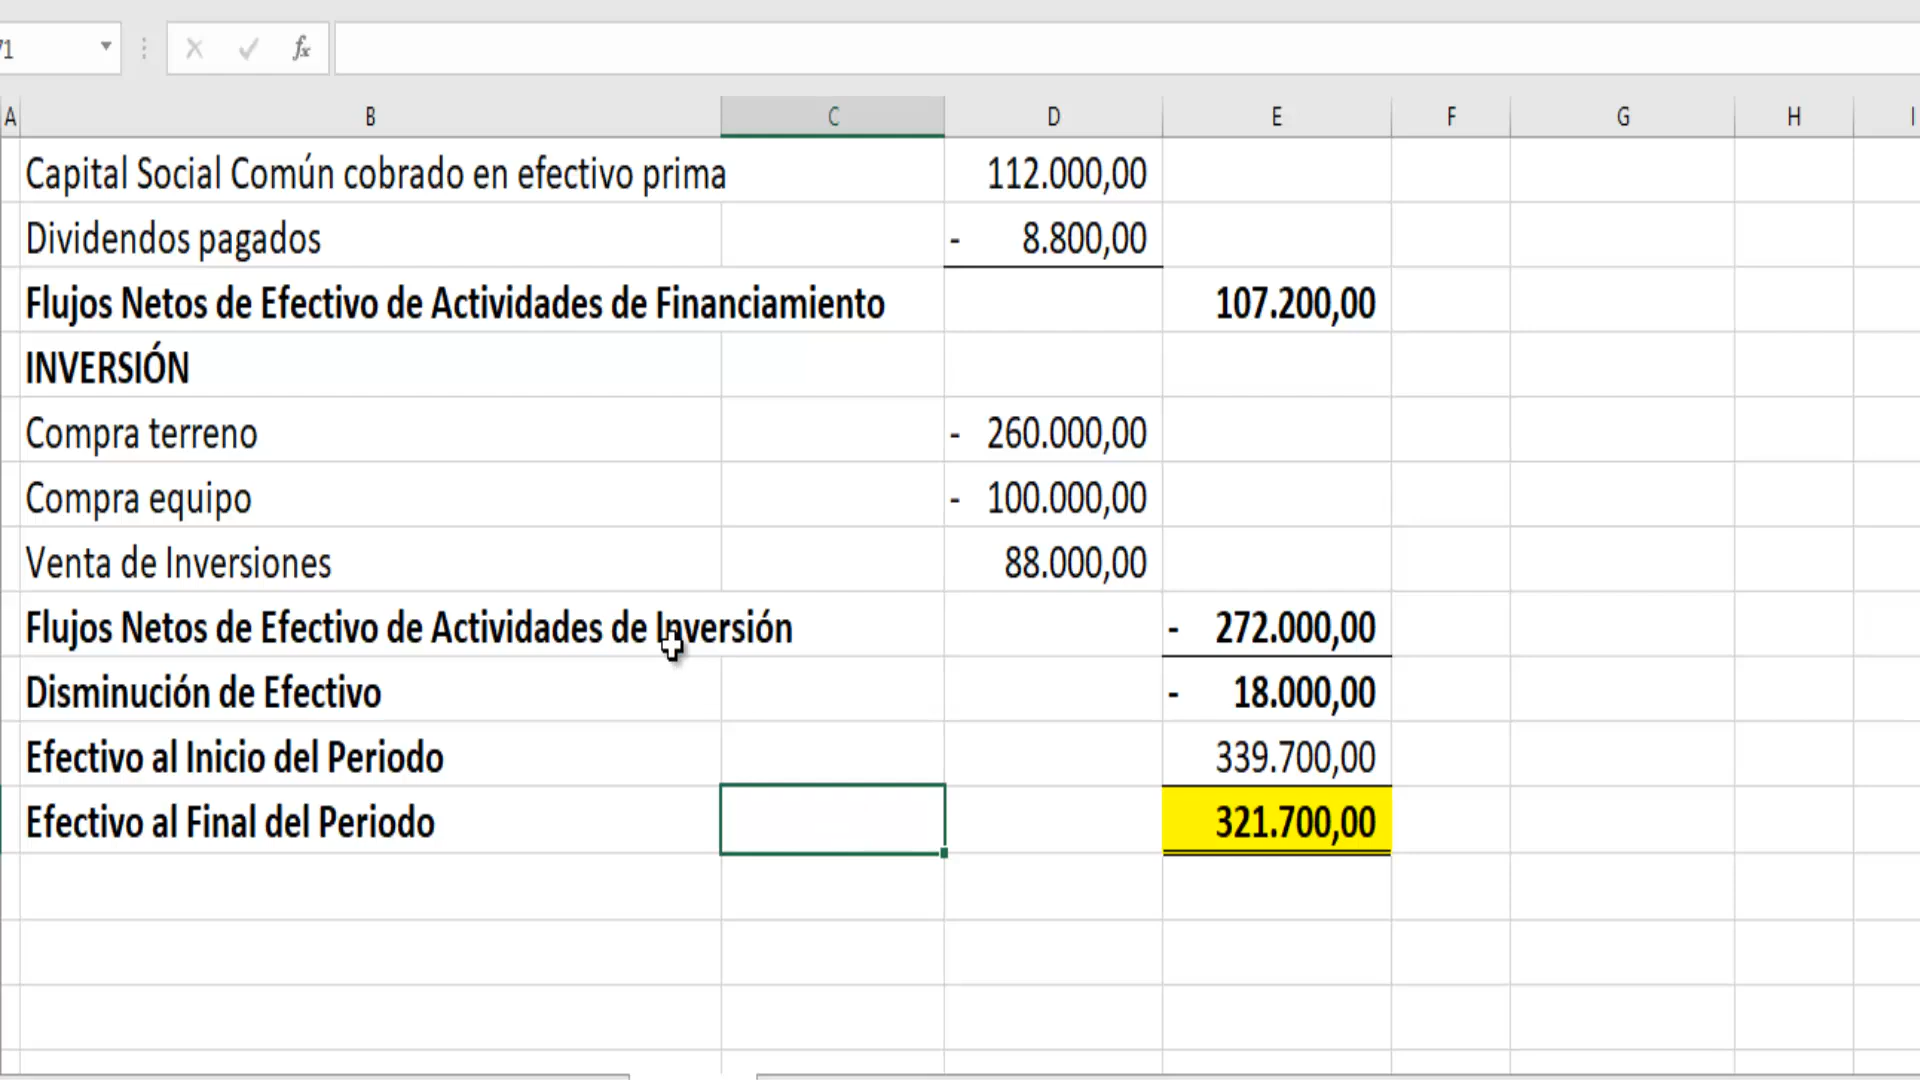 71
fx
A B C D E F G H I
Capital Social Común cobrado en efectivo prima 112.000,00
Dividendos pagados - 8.800,00
Flujos Netos de Efectivo de Actividades de Financiamiento 107.200,00
INVERSIÓN
Compra terreno - 260.000,00
Compra equipo - 100.000,00
Venta de Inversiones 88.000,00
Flujos Netos de Efectivo de Actividades de Inversión - 272.000,00
Disminución de Efectivo - 18.000,00
Efectivo al Inicio del Periodo 339.700,00
Efectivo al Final del Periodo 321.700,00